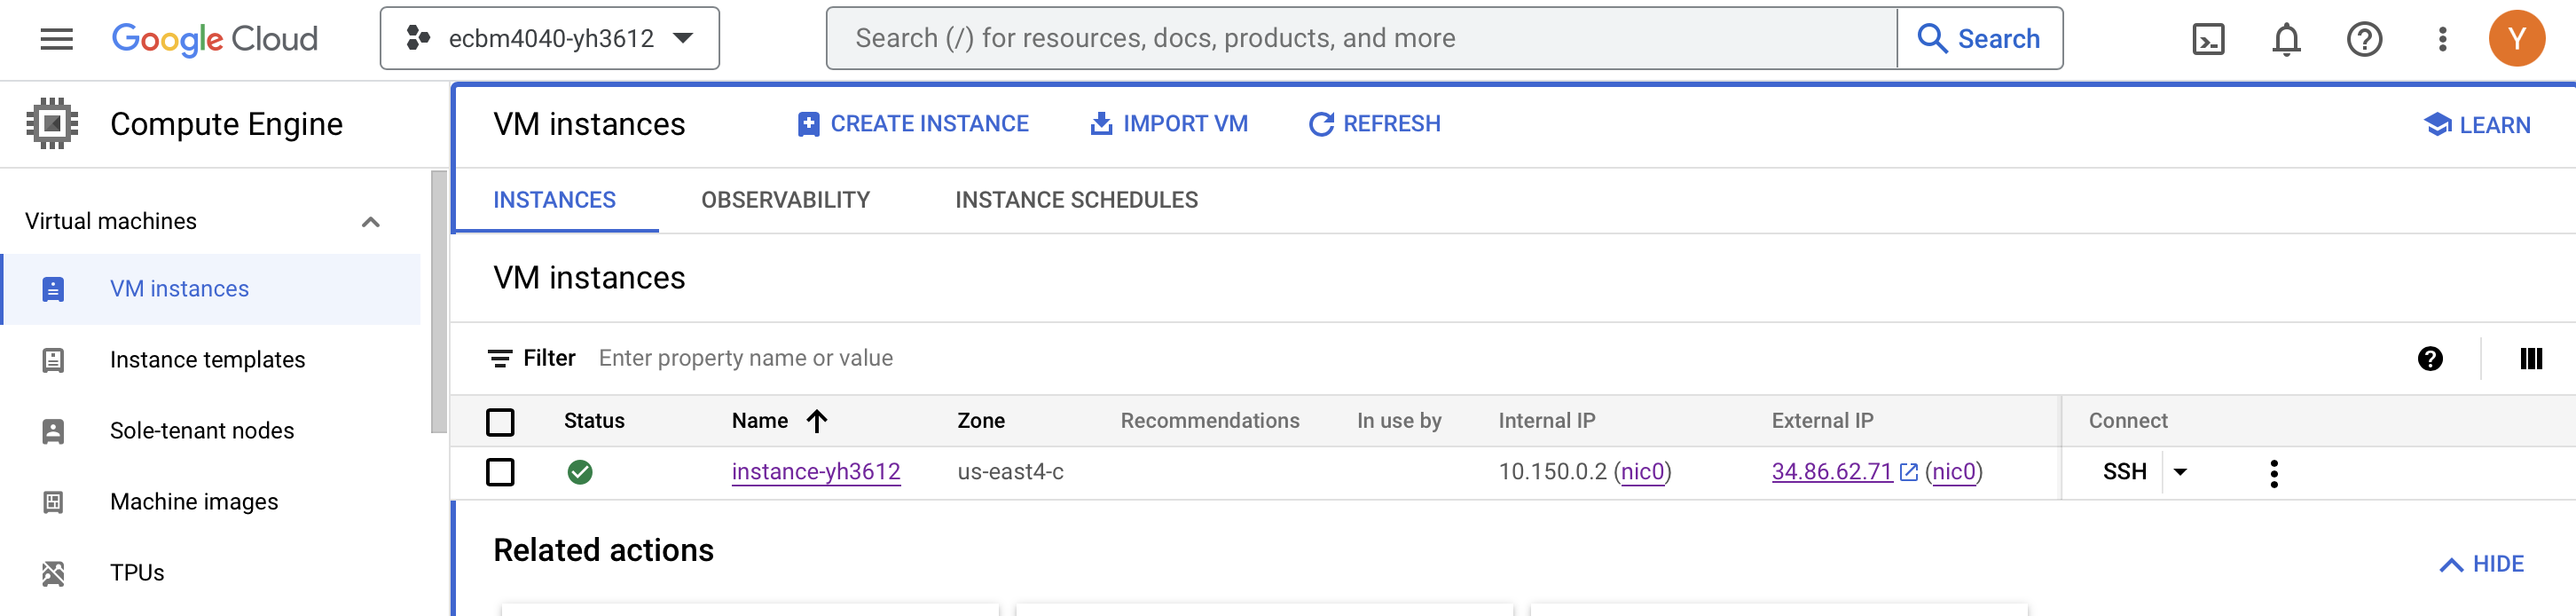 Google Cloud
ecbm4040-yh3612
Search (/) for resources, docs, products, and more
Search
Y
Compute Engine
VM instances
CREATE INSTANCE
IMPORT VM
REFRESH
LEARN
INSTANCES
OBSERVABILITY
INSTANCE SCHEDULES
Virtual machines
VM instances
Instance templates
Sole-tenant nodes
Machine images
TPUs
VM instances
Filter Enter property name or value
Status Name Zone Recommendations In use by Internal IP External IP Connect
instance-yh3612 us-east4-c 10.150.0.2 (nic0) 34.86.62.71 (nic0) SSH
Related actions
HIDE